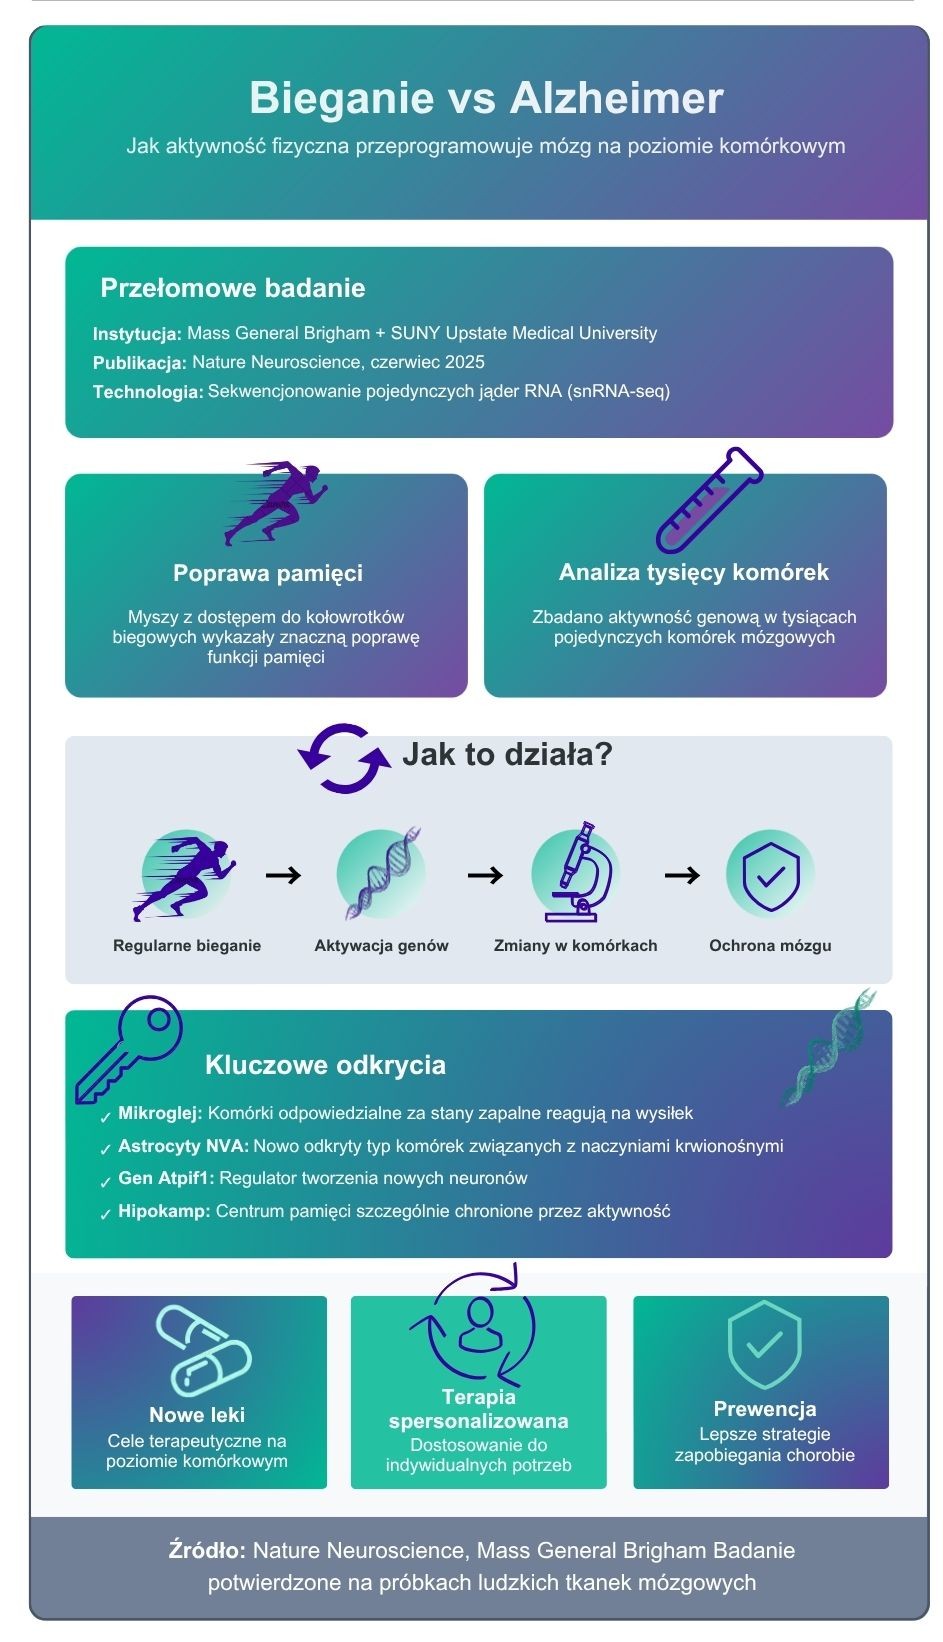 Bieganie vs Alzheimer
Jak aktywność fizyczna przeprogramowuje mózg na poziomie komórkowym
Przełomowe badanie
Instytucja: Mass General Brigham + SUNY Upstate Medical University
Publikacja: Nature Neuroscience, czerwiec 2025
Technologia: Sekwencjonowanie pojedynczych jąder RNA (snRNA-seq)
Poprawa pamięci
Myszy z dostępem do kołowrotków
biegowych wykazały znaczną poprawę
funkcji pamięci
Analiza tysięcy komórek
Zbadano aktywność genową w tysiącach
pojedynczych komórek mózgowych
Jak to działa?
Regularne bieganie
Aktywacja genów
Zmiany w komórkach
Ochrona mózgu
Kluczowe odkrycia
✓ Mikroglej: Komórki odpowiedzialne za stany zapalne reagują na wysiłek
✓ Astrocyty NVA: Nowo odkryty typ komórek związanych z naczyniami krwionośnymi
✓ Gen Atpif1: Regulator tworzenia nowych neuronów
✓ Hipokamp: Centrum pamięci szczególnie chronione przez aktywność
Nowe leki
Cele terapeutyczne na
poziomie komórkowym
Terapia
spersonalizowana
Dostosowanie do
indywidualnych potrzeb
Prewencja
Lepsze strategie
zapobiegania chorobie
Źródło: Nature Neuroscience, Mass General Brigham Badanie
potwierdzone na próbkach ludzkich tkanek mózgowych